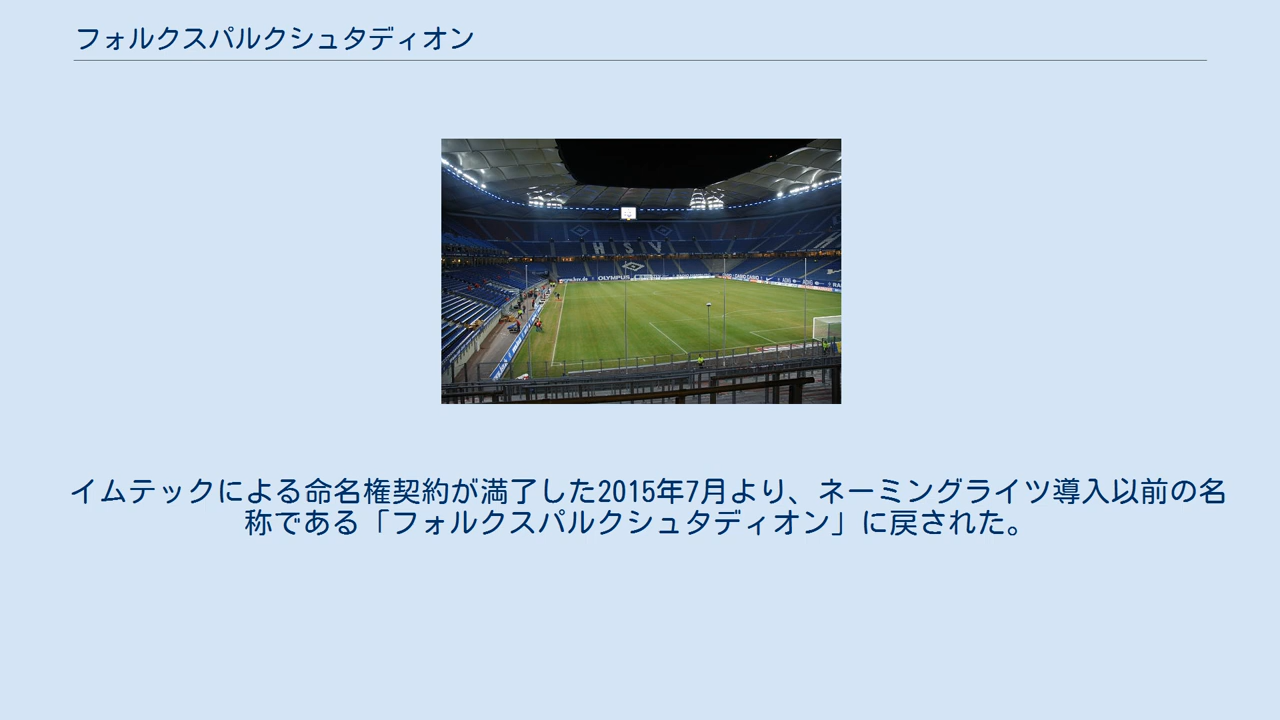 フォルクスパルクシュタディオン
HSV
OLYMPUS
イムテックによる命名権契約が満了した2015年7月より、ネーミングライツ導入以前の名
称である「フォルクスパルクシュタディオン」に戻された。